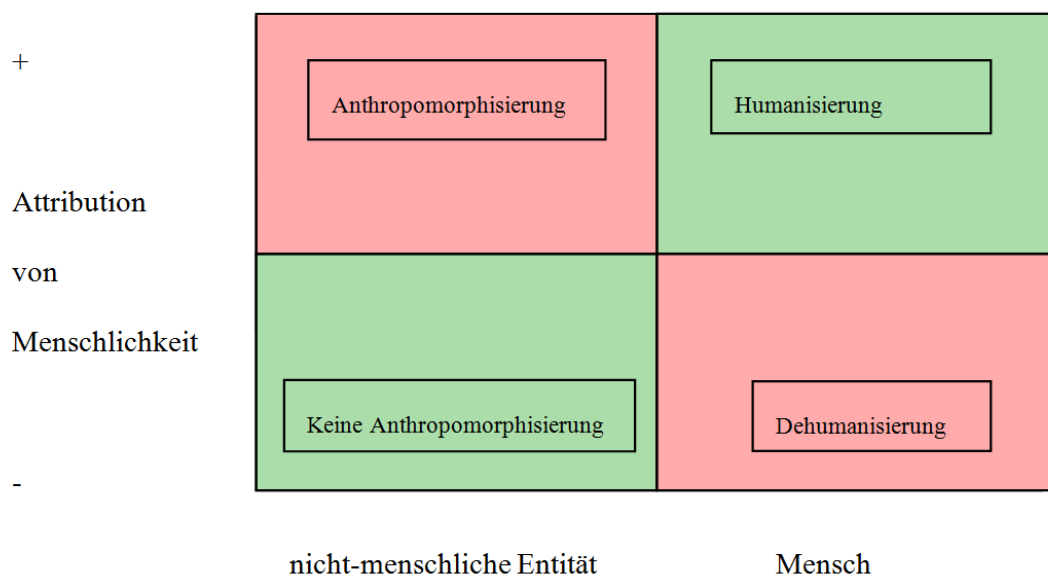 +
Anthropomorphisierung
Humanisierung
Attribution
von
Menschlichkeit
Keine Anthropomorphisierung
Dehumanisierung
-
nicht-menschliche Entität
Mensch